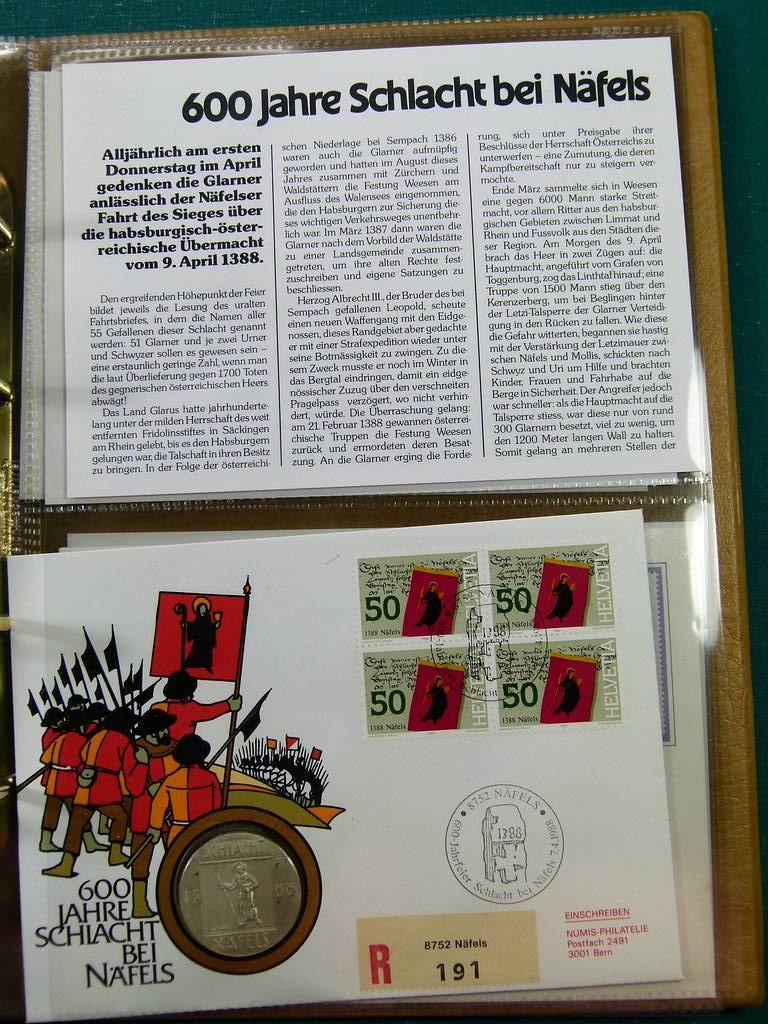 600 Jahre Schlacht bei Näfels
Alljährlich am ersten
Donnerstag im April
gedenken die Glarner
anlässlich der Näfelser
Fahrt des Sieges über
die habsburgisch-öster-
reichische Übermacht
vom 9. April 1388.
Den ergreifenden Höhepunkt der Feier
bildet jeweils die Lesung des uralten
Fahrtsbriefes, in dem die Namen aller
55 Gefallenen dieser Schlacht genannt
werden: 51 Glarner und je zwei Urner
und Schwyzer sollen es gewesen sein –
eine erstaunlich geringe Zahl, wenn man
die laut Überlieferung gegen 1700 Toten
des gegnerischen österreichischen Heers
abwägt!
Das Land Glarus hatte jahrhunderte-
lang unter der milden Herrschaft des weit
entfernten Fridolinsstiftes in Säckingen
am Rhein gelebt, bis es den Habsburgern
gelungen war, die Talschaft in ihren Besitz
zu bringen. In der Folge der österreichi-
schen Niederlage bei Sempach 1386
waren auch die Glarner aufmüpfig
geworden und hatten im August dieses
Jahres zusammen mit Zürchern und
Waldstättern die Festung Weesen am
Ausfluss des Walensees eingenommen,
die den Habsburgern zur Sicherung die-
ses wichtigen Verkehrsweges unentbehr-
lich war. Im März 1387 dann waren die
Glarner nach dem Vorbild der Waldstätte
zu einer Landsgemeinde zusammen-
getreten, um ihre alten Rechte fest-
zuschreiben und eigene Satzungen zu
beschliessen.
Herzog Albrecht III., der Bruder des bei
Sempach gefallenen Leopold, scheute
einen neuen Waffengang mit den Eidge-
nossen, dieses Randgebiet aber gedachte
er mit einer Strafexpedition wieder unter
seine Botmässigkeit zu zwingen. Zu die-
sem Zweck musste er noch im Winter in
das Bergtal eindringen, damit ein eidge-
nössischer Zuzug über den verschneiten
Pragelpass verzögert, wo nicht verhin-
dert, würde. Die Überraschung gelang:
am 21. Februar 1388 gewannen österrei-
chische Truppen die Festung Weesen
zurück und ermordeten deren Besat-
zung. An die Glarner erging die Forde-
rung, sich unter Preisgabe ihrer
Beschlüsse der Herrschaft Österreichs zu
unterwerfen – eine Zumutung, die deren
Kampfbereitschaft nur zu steigern ver-
mochte.
Ende März sammelte sich in Weesen
eine gegen 6000 Mann starke Streit-
macht, vor allem Ritter aus den habsbur-
gischen Gebieten zwischen Limmat und
Rhein und Fussvolk aus den Städten die-
ser Region. Am Morgen des 9. April
brach das Heer in zwei Zügen auf: die
Hauptmacht, angeführt vom Grafen von
Toggenburg, zog das Linthtal hinauf; eine
Truppe von 1500 Mann stieg über den
Kerenzerberg, um bei Beglingen hinter
der Letzi-Talsperre der Glarner Verteidi-
gung in den Rücken zu fallen. Wie diese
die Gefahr witterten, begannen sie hastig
mit der Verstärkung der Letzimauer zwi-
schen Näfels und Mollis, schickten nach
Schwyz und Uri um Hilfe und brachten
Kinder, Frauen und Fahrhabe auf die
Berge in Sicherheit. Der Angreifer jedoch
war schneller: als die Hauptmacht auf die
Talsperre stiess, war diese nur von rund
300 Glarnern besetzt, viel zu wenig, um
den 1200 Meter langen Wall zu halten.
Somit gelang an mehreren Stellen der
50
1388 Näfels
HELVETIA
50
1388 Näfels
HELVETIA
50
1388 Näfels
HELVETIA
50
1388 Näfels
HELVETIA
1388
8752 NÄFELS
1388
600-Jahrfeier Schlacht bei Näfels 7.4.1988
SCHLACHT
NÄFELS
600
JAHRE
SCHLACHT
BEI
NÄFELS
R
8752 Näfels
191
EINSCHREIBEN
NUMIS-PHILATELIE
Postfach 2491
3001 Bern